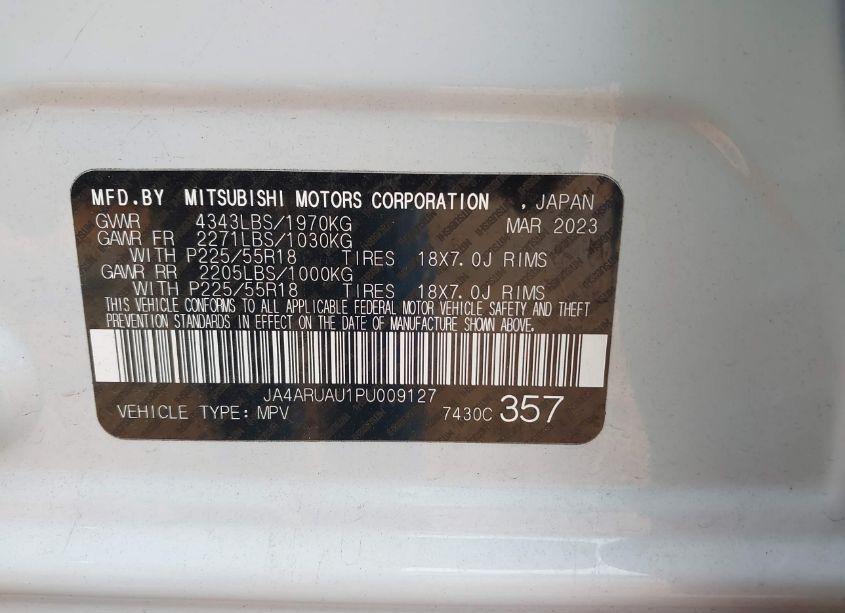 MFD.BY MITSUBISHI MOTORS CORPORATION , JAPAN
GVWR 4343LBS/1970KG MAR 2023
GAWR FR 2271LBS/1030KG
WITH P225/55R18 TIRES 18X7.0J RIMS
GAWR RR 2205LBS/1000KG
WITH P225/55R18 TIRES 18X7.0J RIMS
THIS VEHICLE CONFORMS TO ALL APPLICABLE FEDERAL MOTOR VEHICLE SAFETY AND THEFT
PREVENTION STANDARDS IN EFFECT ON THE DATE OF MANUFACTURE SHOWN ABOVE.
JA4ARUAU1PU009127
VEHICLE TYPE: MPV 7430C 357